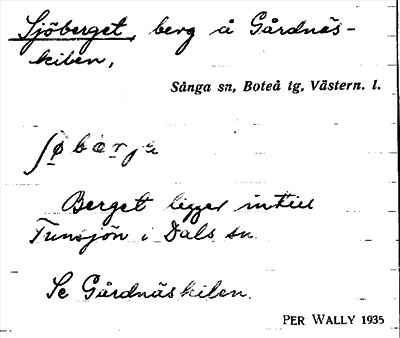 Sjöberget, berg å Gårdnäs-
kilen,
Sånga sn, Boteå tg, Västern. l.
Berget ligger intill
Tunsjön i Dals sn.
Se Gårdnäskilen.
PER WALLY 1935